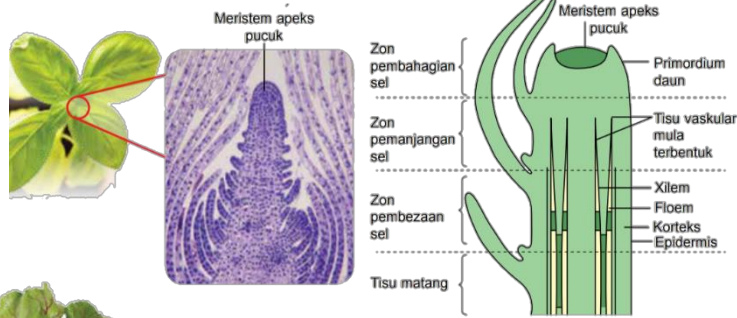 Meristem apeks
pucuk
Meristem apeks
pucuk
Zon
pembahagian
sel
Primordium
daun
Zon
pemanjangan
sel
Tisu vaskular
mula
terbentuk
Zon
pembezaan
sel
Xilem
Floem
Korteks
Epidermis
Tisu matang